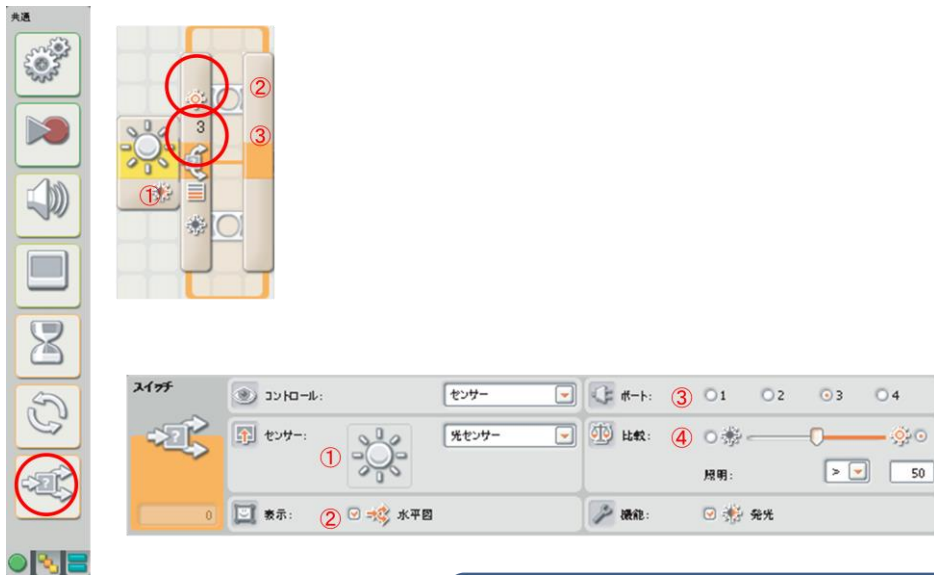 共通
②
3
③
①
スイッチ
コントロール:
センサー
ポート:
③
1
2
3
4
センサー:
①
光センサー
比較:
④
照明:
>
50
0
表示:
②
水平図
機能:
発光